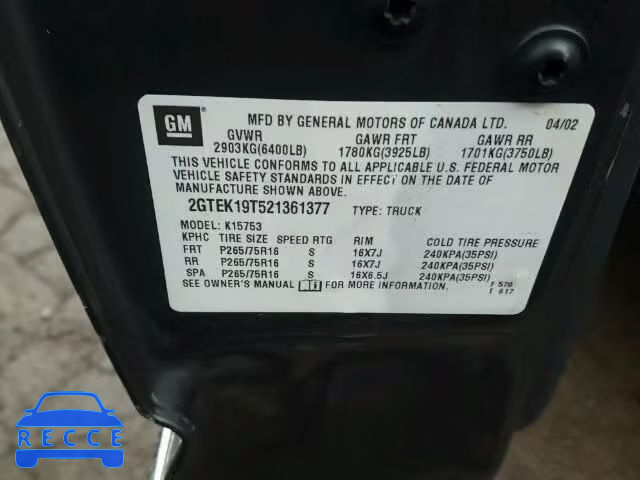 GM ®
MFD BY GENERAL MOTORS OF CANADA LTD. 04/02
GVWR GAWR FRT GAWR RR
2903KG(6400LB) 1780KG(3925LB) 1701KG(3750LB)
THIS VEHICLE CONFORMS TO ALL APPLICABLE U.S. FEDERAL MOTOR
VEHICLE SAFETY STANDARDS IN EFFECT ON THE DATE OF
MANUFACTURE SHOWN ABOVE.
2GTEK19T521361377 TYPE: TRUCK
MODEL: K15753
KPHC TIRE SIZE SPEED RTG RIM COLD TIRE PRESSURE
FRT P265/75R16 S 16X7J 240KPA(35PSI)
RR P265/75R16 S 16X7J 240KPA(35PSI)
SPA P265/75R16 S 16X6.5J 240KPA(35PSI)
SEE OWNER'S MANUAL FOR MORE INFORMATION.
F 570
T 617
RECCE